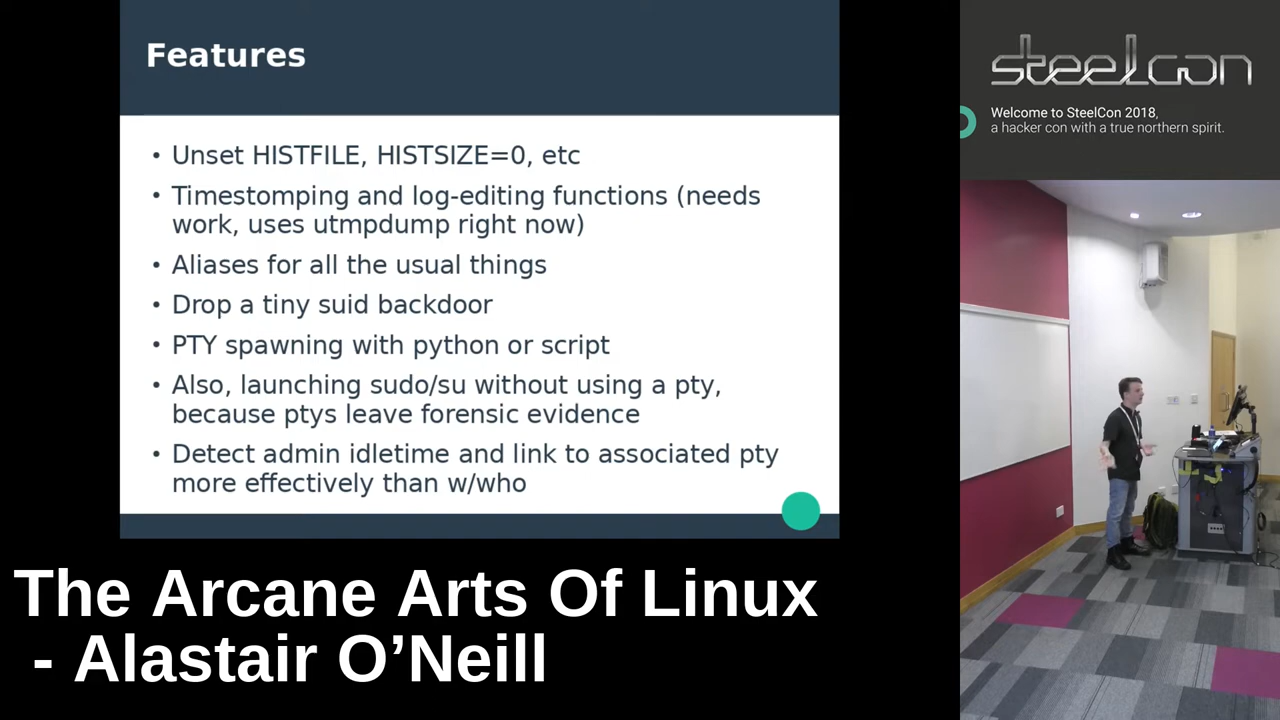 Features
• Unset HISTFILE, HISTSIZE=0, etc
• Timestomping and log-editing functions (needs
work, uses utmpdump right now)
• Aliases for all the usual things
• Drop a tiny suid backdoor
• PTY spawning with python or script
• Also, launching sudo/su without using a pty,
because ptys leave forensic evidence
• Detect admin idletime and link to associated pty
more effectively than w/who
The Arcane Arts Of Linux
- Alastair O’Neill
steelcon
Welcome to SteelCon 2018,
a hacker con with a true northern spirit.